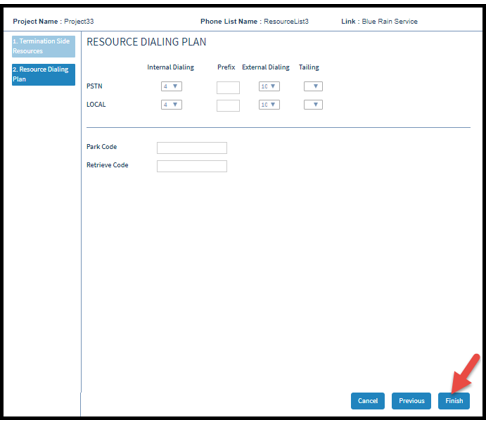 Project Name : Project33 Phone List Name : ResourceList3 Link : Blue Rain Service
1. Termination Side
Resources
2. Resource Dialing
Plan
RESOURCE DIALING PLAN
Internal Dialing Prefix External Dialing Tailing
PSTN 4 10
LOCAL 4 10
Park Code
Retrieve Code
Cancel Previous Finish